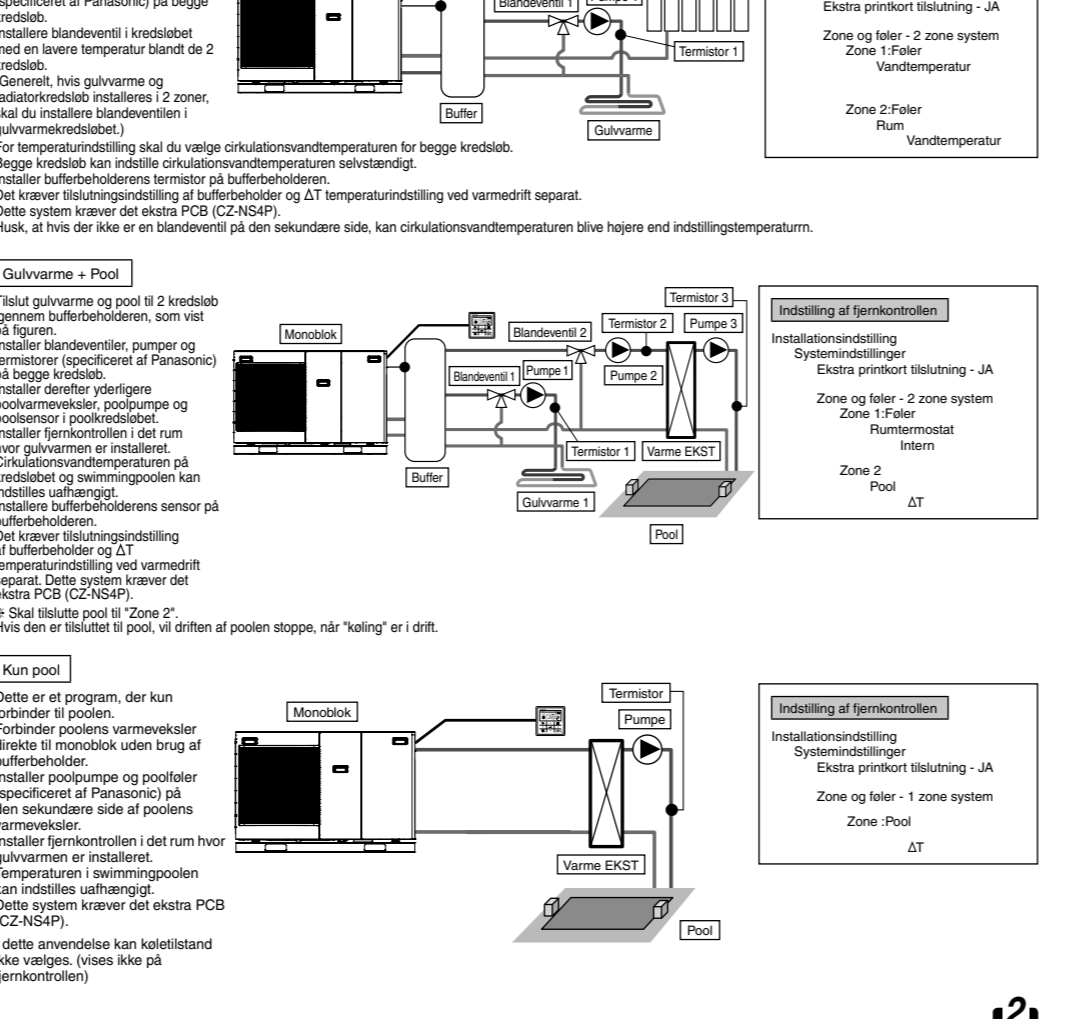 specificeret af Panasonic) på begge
kredsløb.
nstallere blandeventil i kredsløbet
med en lavere temperatur blandt de 2
kredsløb.
Generelt, hvis gulvvarme og
adiatorkredsløb installeres i 2 zoner,
skal du installere blandeventilen i
gulvvarmekredsløbet.)
Blandeventil 1
Termistor 1
Buffer
Gulvvarme
Ekstra printkort tilslutning - JA
Zone og føler - 2 zone system
Zone 1:Føler
Vandtemperatur
Zone 2:Føler
Rum
Vandtemperatur
For temperaturindstilling skal du vælge cirkulationsvandtemperaturen for begge kredsløb.
Begge kredsløb kan indstille cirkulationsvandtemperaturen selvstændigt.
nstaller bufferbeholderens termistor på bufferbeholderen.
Det kræver tilslutningsindstilling af bufferbeholder og ΔT temperaturindstilling ved varmedrift separat.
Dette system kræver det ekstra PCB (CZ-NS4P).
Husk, at hvis der ikke er en blandeventil på den sekundære side, kan cirkulationsvandtemperaturen blive højere end indstillingstemperaturrn.
Gulvvarme + Pool
Tilslut gulvvarme og pool til 2 kredsløb
gennem bufferbeholderen, som vist
på figuren.
nstaller blandeventiler, pumper og
ermistorer (specificeret af Panasonic)
på begge kredsløb.
nstaller derefter yderligere
poolvarmeveksler, poolpumpe og
poolsensor i poolkredsløbet.
nstaller fjernkontrollen i det rum
hvor gulvvarmen er installeret.
Cirkulationsvandtemperaturen på
kredsløbet og swimmingpoolen kan
ndstilles uafhængigt.
nstallere bufferbeholderens sensor på
bufferbeholderen.
Det kræver tilslutningsindstilling
af bufferbeholder og ΔT
temperaturindstilling ved varmedrift
separat. Dette system kræver det
ekstra PCB (CZ-NS4P).
※ Skal tilslutte pool til "Zone 2".
Hvis den er tilsluttet til pool, vil driften af poolen stoppe, når "køling" er i drift.
Monoblok
Termistor 3
Blandeventil 2
Termistor 2
Pumpe 3
Blandeventil 1
Pumpe 1
Pumpe 2
Termistor 1
Varme EKST
Buffer
Gulvvarme 1
Pool
Indstilling af fjernkontrollen
Installationsindstilling
Systemindstillinger
Ekstra printkort tilslutning - JA
Zone og føler - 2 zone system
Zone 1:Føler
Rumtermostat
Intern
Zone 2
Pool
ΔT
Kun pool
Dette er et program, der kun
forbinder til poolen.
Forbinder poolens varmeveksler
direkte til monoblok uden brug af
bufferbeholder.
nstaller poolpumpe og poolføler
specificeret af Panasonic) på
den sekundære side af poolens
varmeveksler.
nstaller fjernkontrollen i det rum hvor
gulvvarmen er installeret.
Temperaturen i swimmingpoolen
kan indstilles uafhængigt.
Dette system kræver det ekstra PCB
CZ-NS4P).
dette anvendelse kan køletilstand
kke vælges. (vises ikke på
jernkontrollen)
Monoblok
Termistor
Pumpe
Varme EKST
Pool
Indstilling af fjernkontrollen
Installationsindstilling
Systemindstillinger
Ekstra printkort tilslutning - JA
Zone og føler - 1 zone system
Zone :Pool
ΔT
2